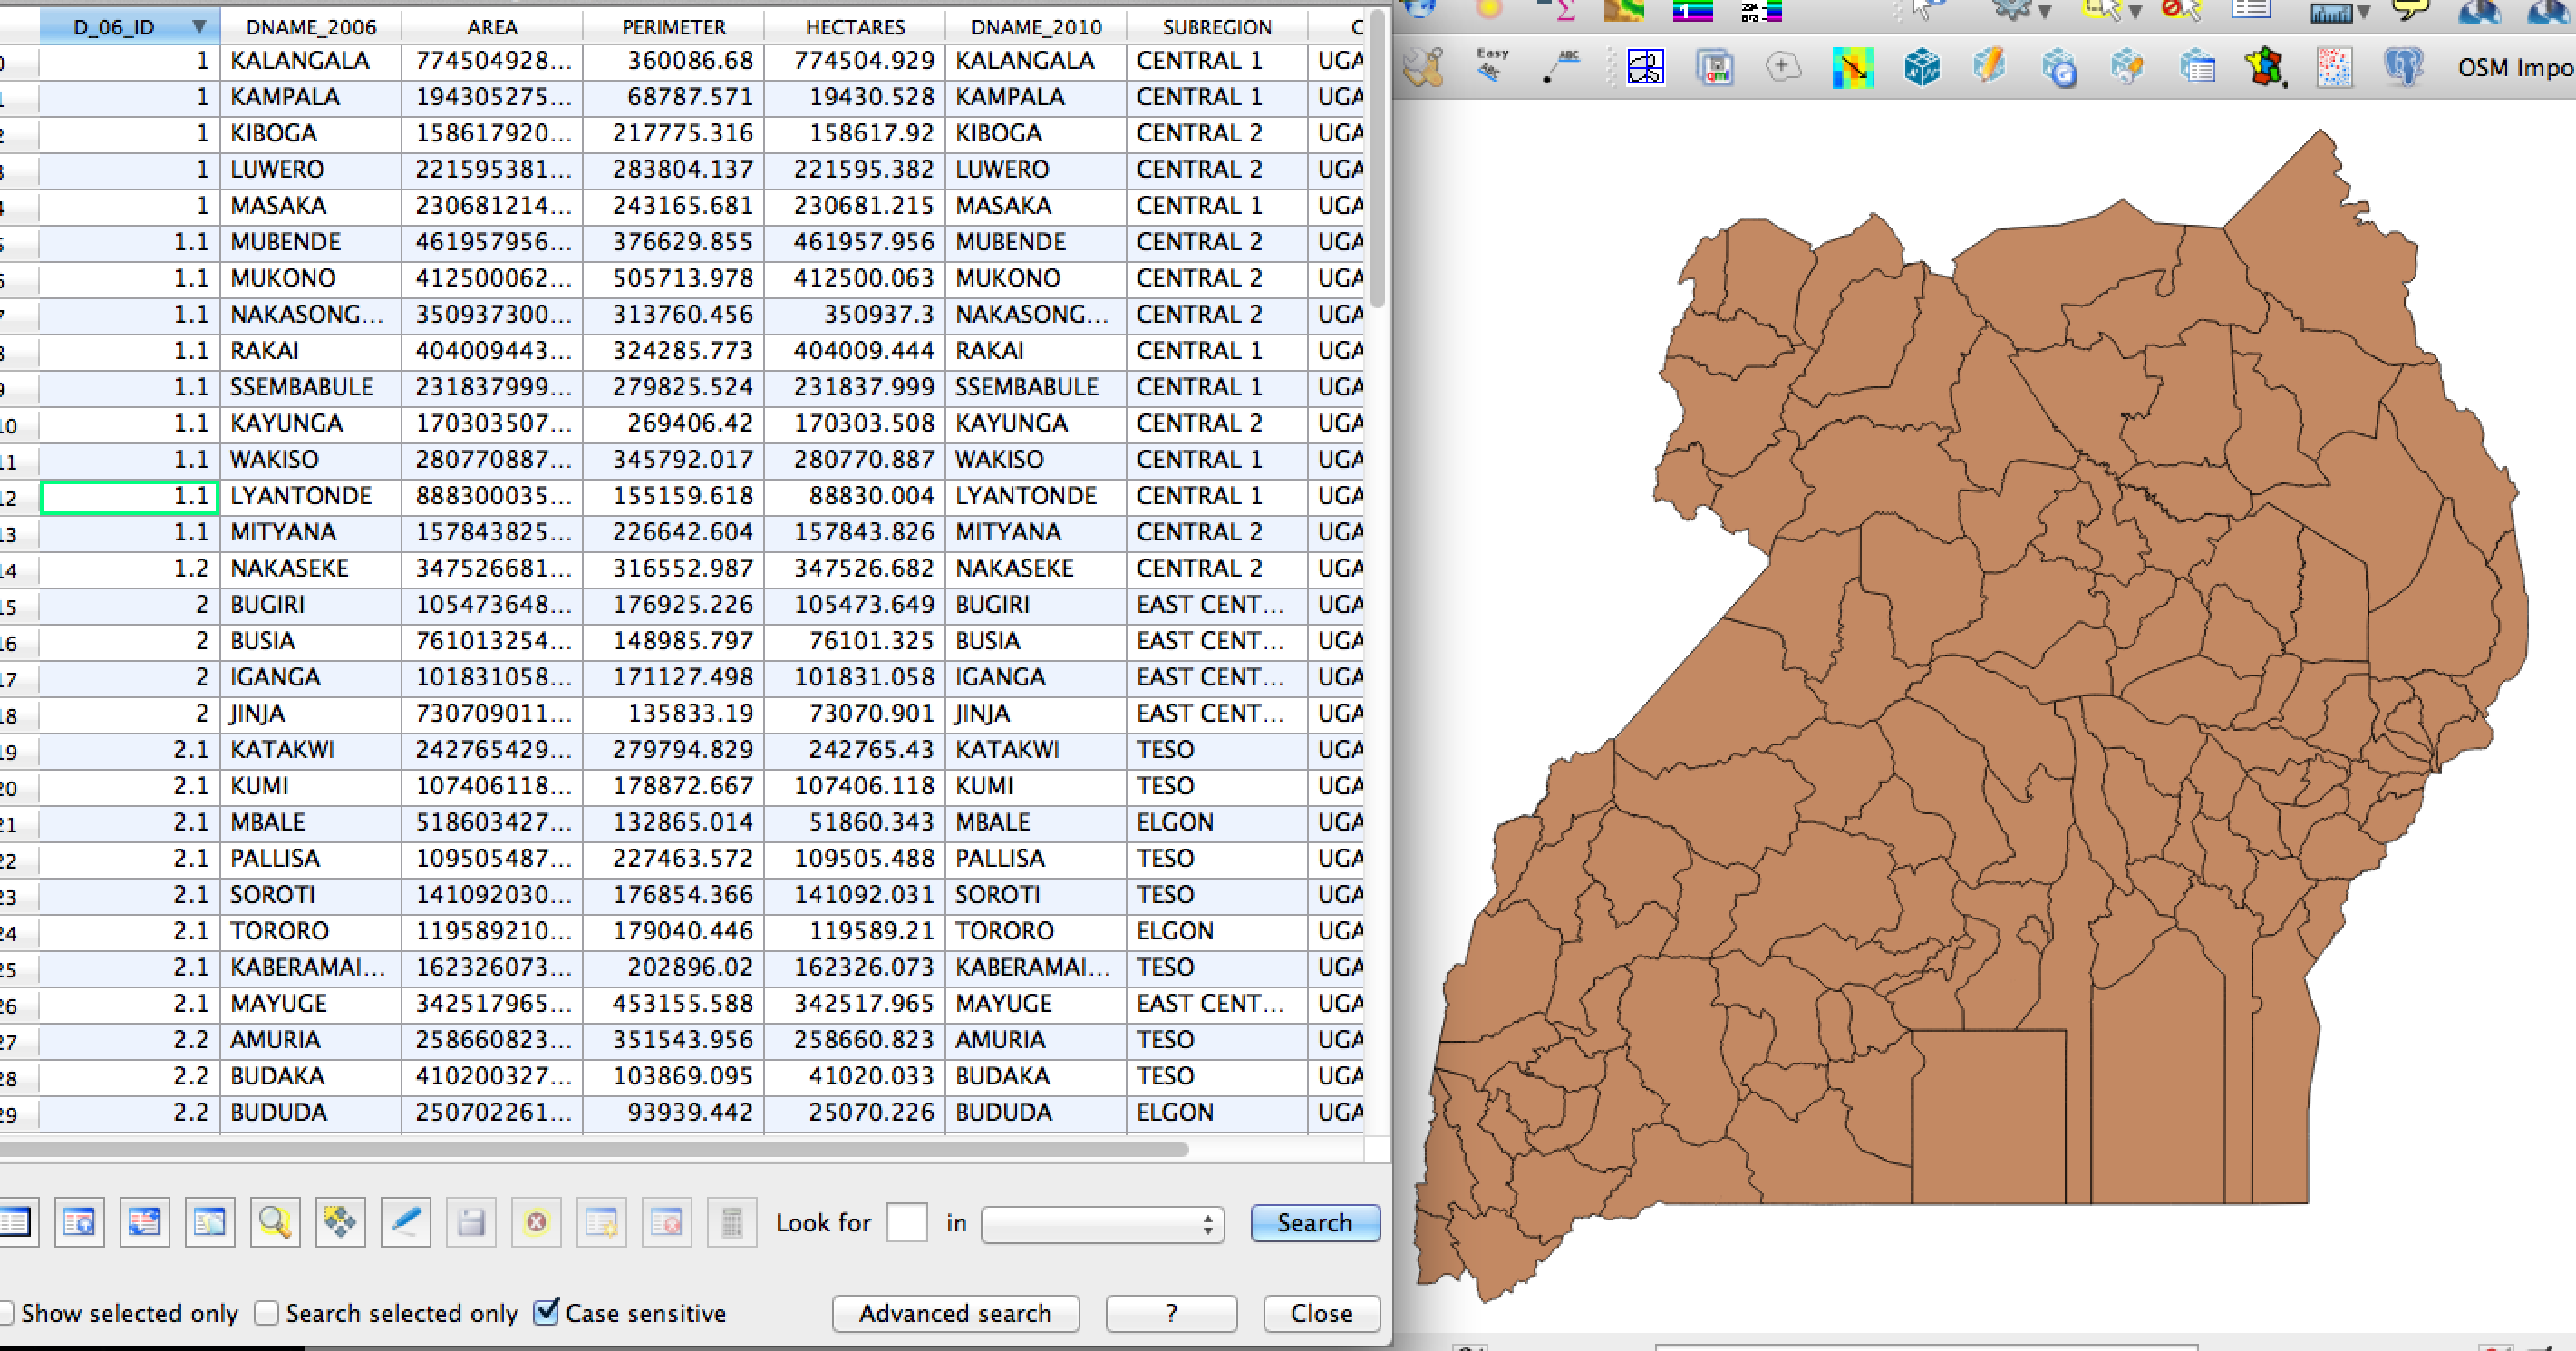 D_06_ID DNAME_2006 AREA PERIMETER HECTARES DNAME_2010 SUBREGION C
1 KALANGALA 774504928... 360086.68 774504.929 KALANGALA CENTRAL 1 UGA
1 KAMPALA 194305275... 68787.571 19430.528 KAMPALA CENTRAL 1 UGA
1 KIBOGA 158617920... 217775.316 158617.92 KIBOGA CENTRAL 2 UGA
1 LUWERO 221595381... 283804.137 221595.382 LUWERO CENTRAL 2 UGA
1 MASAKA 230681214... 243165.681 230681.215 MASAKA CENTRAL 1 UGA
1.1 MUBENDE 461957956... 376629.855 461957.956 MUBENDE CENTRAL 2 UGA
1.1 MUKONO 412500062... 505713.978 412500.063 MUKONO CENTRAL 2 UGA
1.1 NAKASONG... 350937300... 313760.456 350937.3 NAKASONG... CENTRAL 2 UGA
1.1 RAKAI 404009443... 324285.773 404009.444 RAKAI CENTRAL 1 UGA
1.1 SSEMBABULE 231837999... 279825.524 231837.999 SSEMBABULE CENTRAL 1 UGA
10 1.1 KAYUNGA 170303507... 269406.42 170303.508 KAYUNGA CENTRAL 2 UGA
11 1.1 WAKISO 280770887... 345792.017 280770.887 WAKISO CENTRAL 1 UGA
12 1.1 LYANTONDE 888300035... 155159.618 88830.004 LYANTONDE CENTRAL 1 UGA
13 1.1 MITYANA 157843825... 226642.604 157843.826 MITYANA CENTRAL 2 UGA
14 1.2 NAKASEKE 347526681... 316552.987 347526.682 NAKASEKE CENTRAL 2 UGA
15 2 BUGIRI 105473648... 176925.226 105473.649 BUGIRI EAST CENT... UGA
16 2 BUSIA 761013254... 148985.797 76101.325 BUSIA EAST CENT... UGA
17 2 IGANGA 101831058... 171127.498 101831.058 IGANGA EAST CENT... UGA
18 2 JINJA 730709011... 135833.19 73070.901 JINJA EAST CENT... UGA
19 2.1 KATAKWI 242765429... 279794.829 242765.43 KATAKWI TESO UGA
20 2.1 KUMI 107406118... 178872.667 107406.118 KUMI TESO UGA
21 2.1 MBALE 518603427... 132865.014 51860.343 MBALE ELGON UGA
22 2.1 PALLISA 109505487... 227463.572 109505.488 PALLISA TESO UGA
23 2.1 SOROTI 141092030... 176854.366 141092.031 SOROTI TESO UGA
24 2.1 TORORO 119589210... 179040.446 119589.21 TORORO ELGON UGA
25 2.1 KABERAMAI... 162326073... 202896.02 162326.073 KABERAMAI... TESO UGA
26 2.1 MAYUGE 342517965... 453155.588 342517.965 MAYUGE EAST CENT... UGA
27 2.2 AMURIA 258660823... 351543.956 258660.823 AMURIA TESO UGA
28 2.2 BUDAKA 410200327... 103869.095 41020.033 BUDAKA TESO UGA
29 2.2 BUDUDA 250702261... 93939.442 25070.226 BUDUDA ELGON UGA
Look for in Search
Show selected only Search selected only Case sensitive Advanced search ? Close
Easy
ABC
ABC
qml
OSM Impo